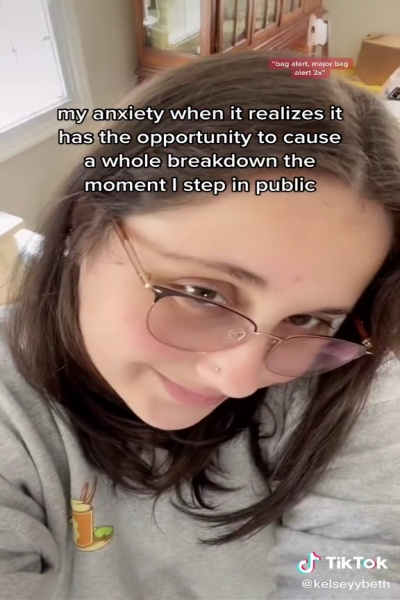 "bag alert, major bag
alert 3x"
my anxiety when it realizes it
has the opportunity to cause
a whole breakdown the
moment I step in public
TikTok
@kelseyybeth